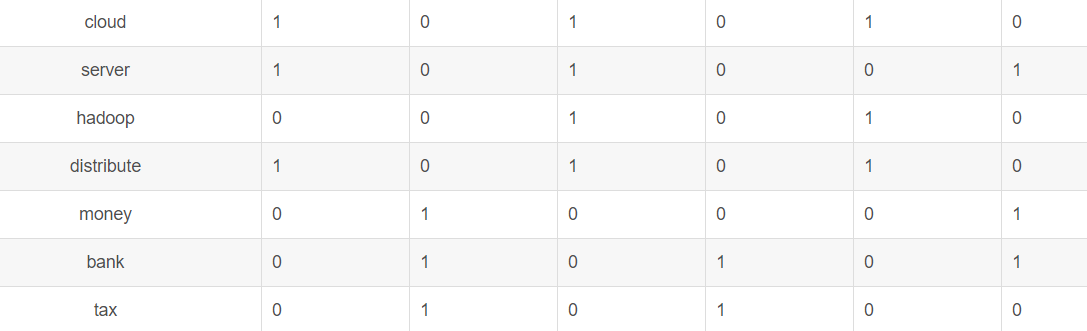 cloud 1 0 1 0 1 0
server 1 0 1 0 0 1
hadoop 0 0 1 0 1 0
distribute 1 0 1 0 1 0
money 0 1 0 0 0 1
bank 0 1 0 1 0 1
tax 0 1 0 1 0 0